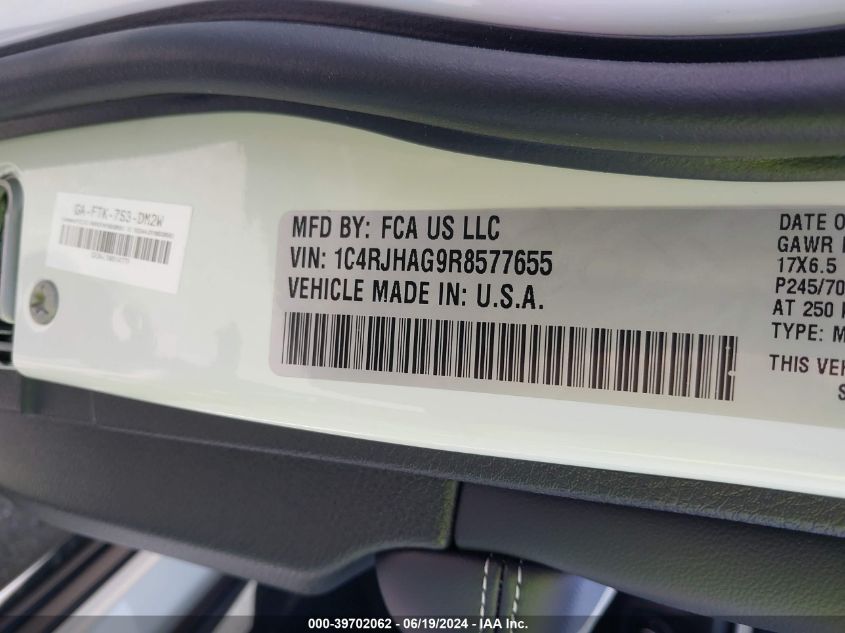 GA-FTK-7S3-DM2W
MFD BY: FCA US LLC
VIN: 1C4RJHAG9R8577655
VEHICLE MADE IN: U.S.A.
DATE O
GAWR
17X6.5
P245/70
AT 250
TYPE: M
THIS VEH
S
000-39702062 - 06/19/2024 - IAA Inc.